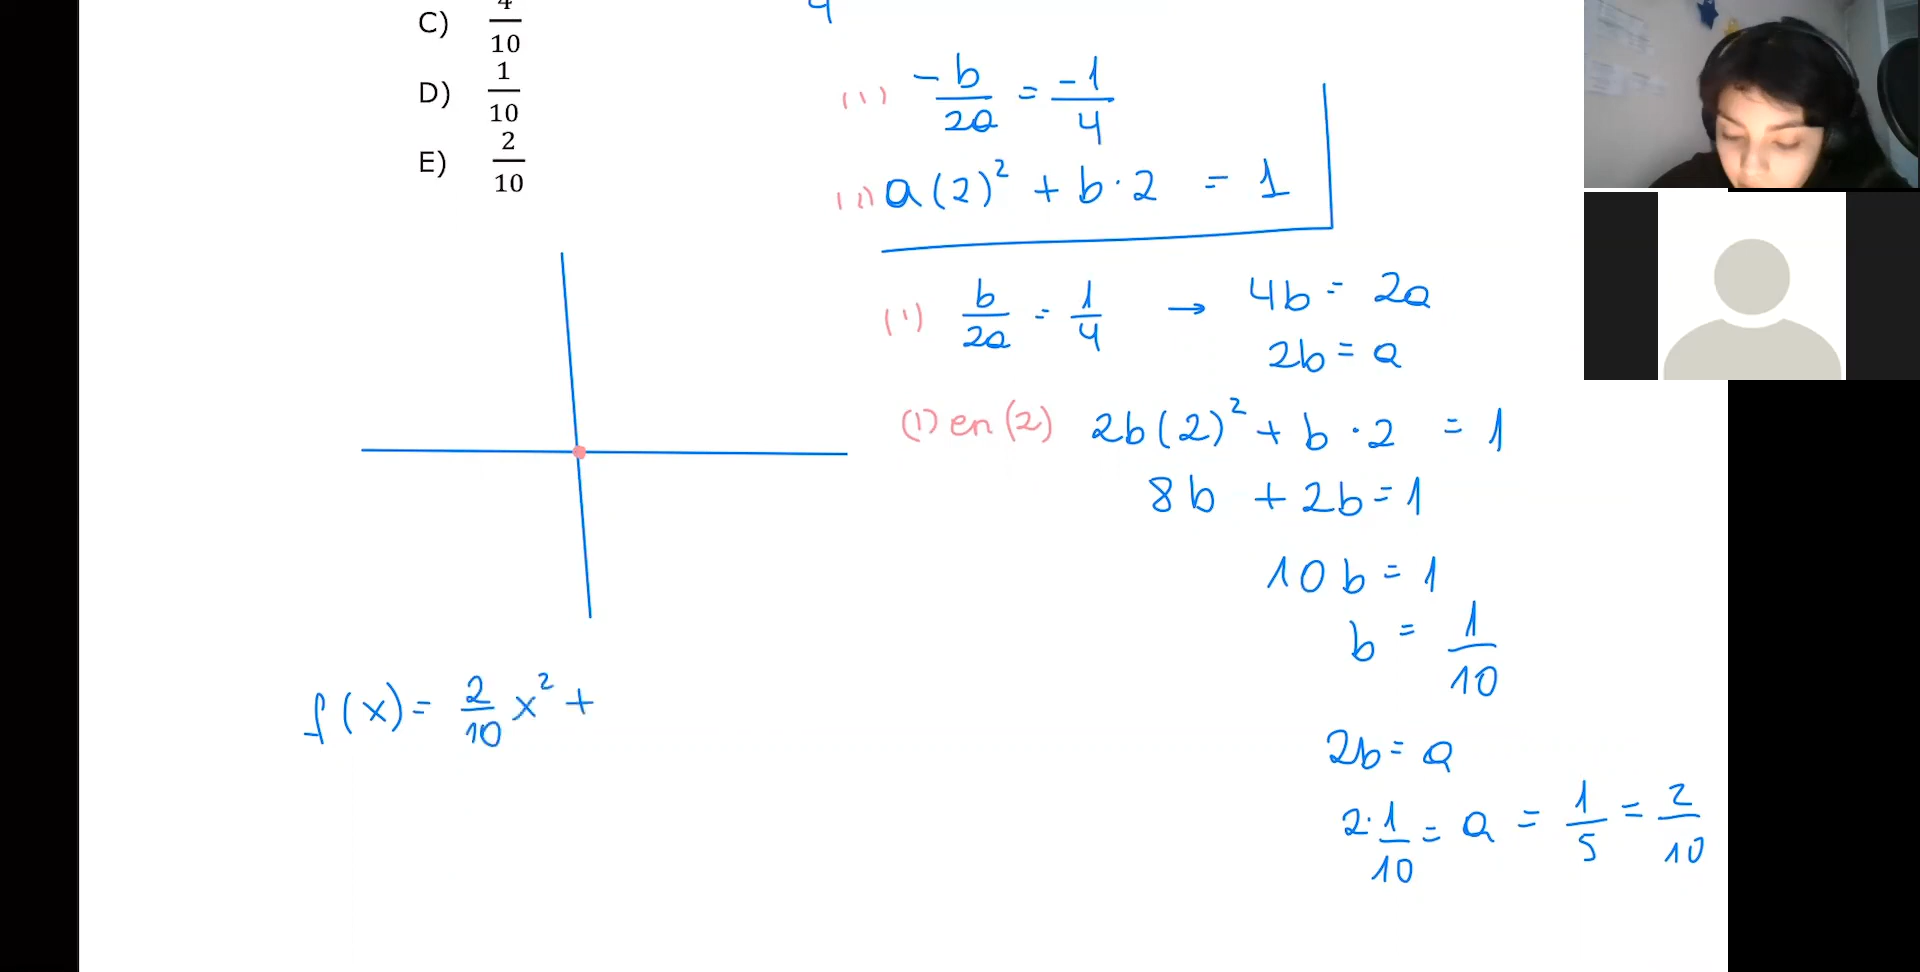 C) 4/10
D) 1/10
E) 2/10
4
(1) -b/2a = -1/4
(2) a(2)² + b·2 = 1
(1) b/2a = 1/4 → 4b = 2a
2b = a
(1) en (2) 2b(2)² + b·2 = 1
8b + 2b = 1
10b = 1
b = 1/10
f(x) = 2/10 x² +
2b = a
2·1/10 = a = 1/5 = 2/10